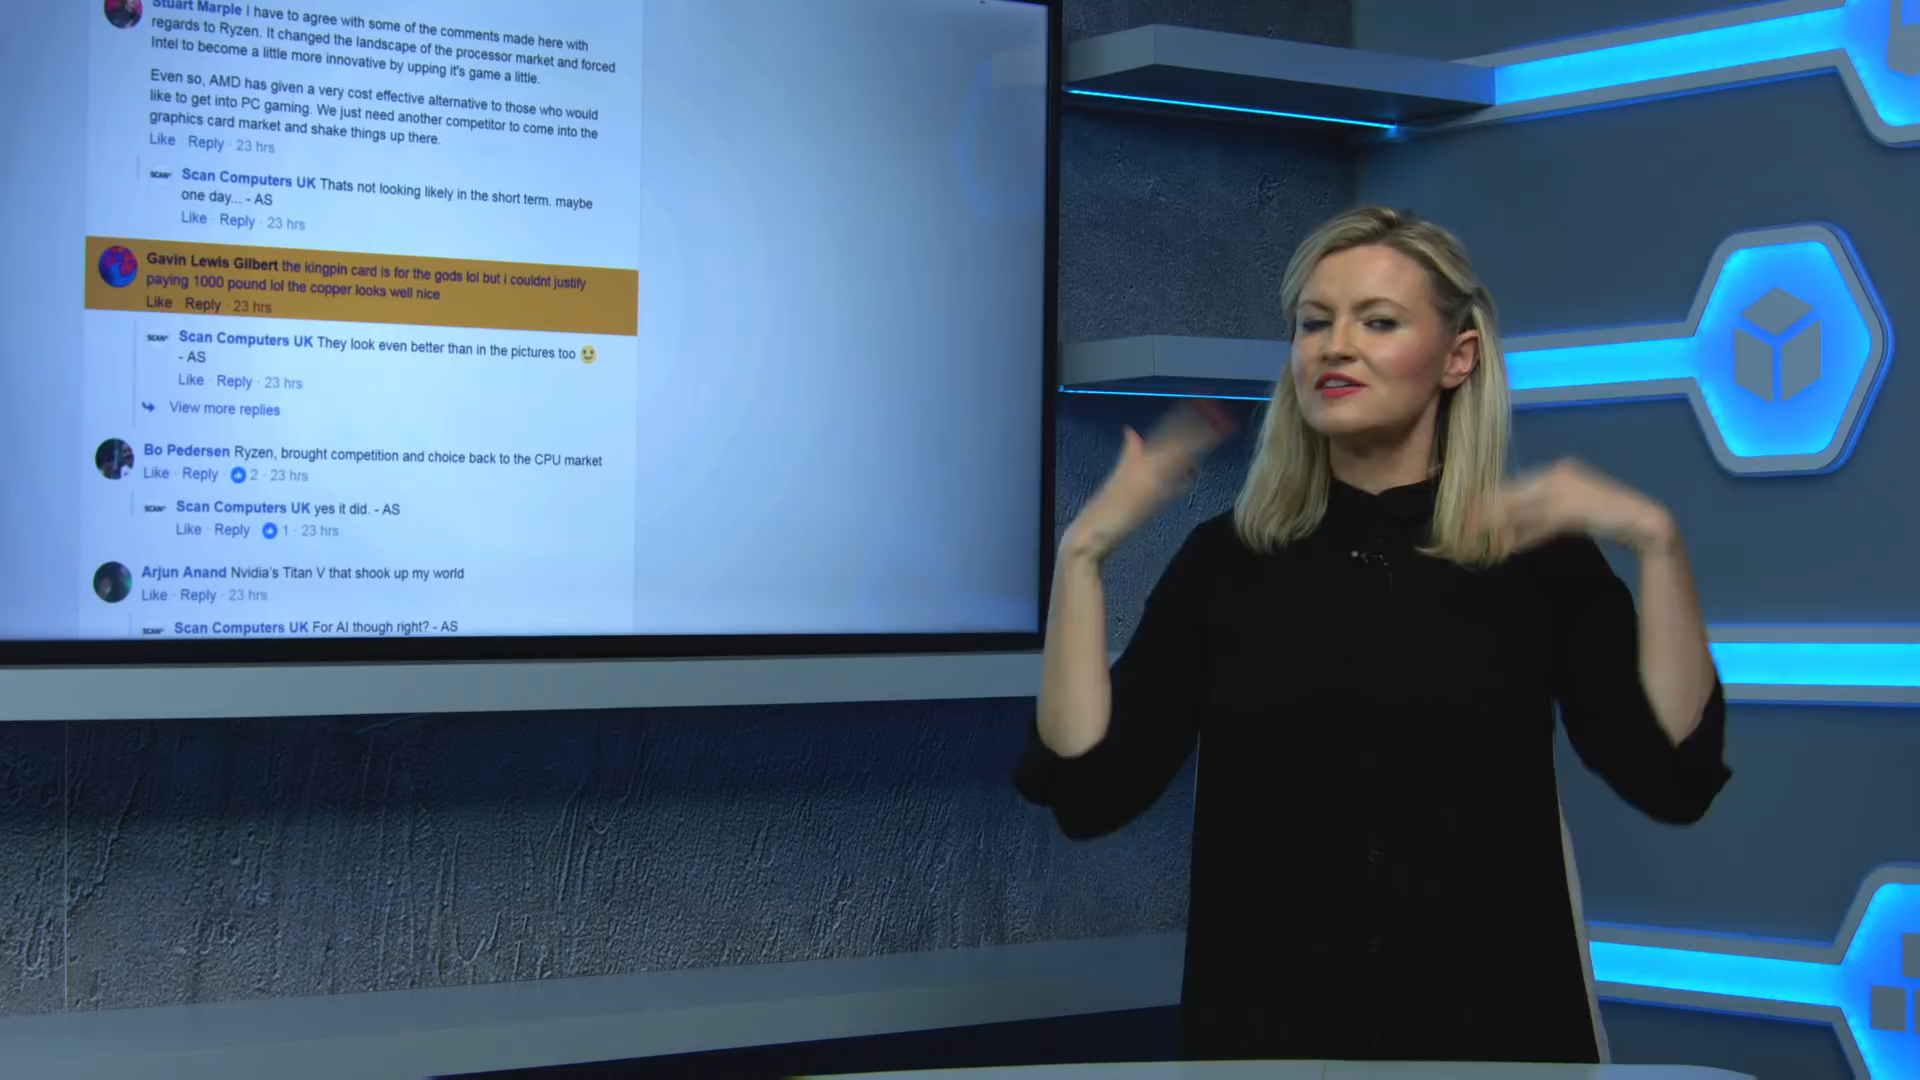 Stuart Marple I have to agree with some of the comments made here with
regards to Ryzen. It changed the landscape of the processor market and forced
Intel to become a little more innovative by upping it's game a little.
Even so, AMD has given a very cost effective alternative to those who would
like to get into PC gaming. We just need another competitor to come into the
graphics card market and shake things up there.
Like · Reply · 23 hrs
SCAN Scan Computers UK Thats not looking likely in the short term. maybe
one day... - AS
Like · Reply · 23 hrs
Gavin Lewis Gilbert the kingpin card is for the gods lol but i couldnt justify
paying 1000 pound lol the copper looks well nice
Like · Reply · 23 hrs
SCAN Scan Computers UK They look even better than in the pictures too
- AS
Like · Reply · 23 hrs
View more replies
Bo Pedersen Ryzen, brought competition and choice back to the CPU market
Like · Reply · 2 · 23 hrs
SCAN Scan Computers UK yes it did. - AS
Like · Reply · 1 · 23 hrs
Arjun Anand Nvidia's Titan V that shook up my world
Like · Reply · 23 hrs
SCAN Scan Computers UK For AI though right? - AS